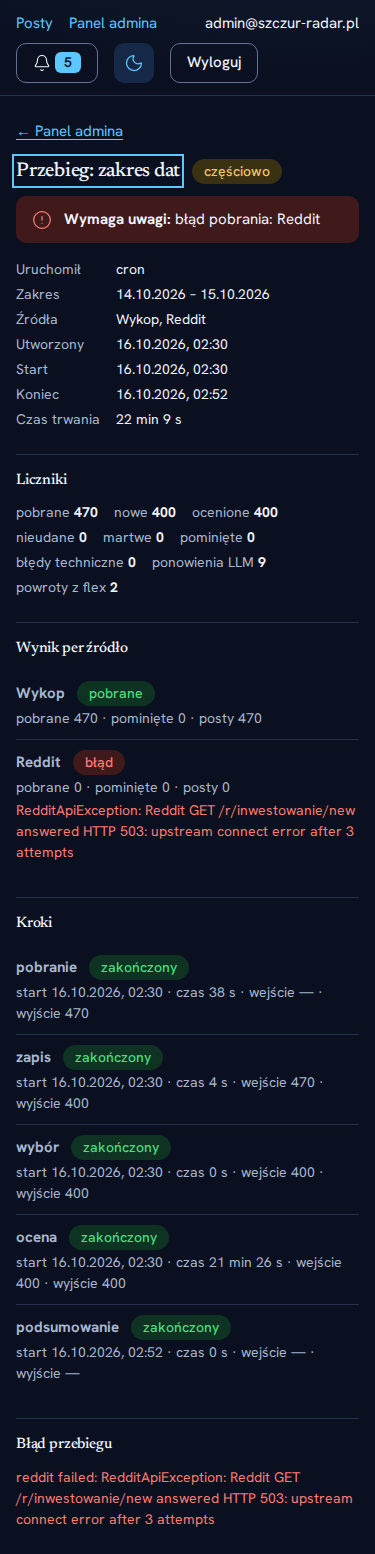 Posty Panel admina admin@szczur-radar.pl
5 Wyloguj
← Panel admina
Przebieg: zakres dat częściowo
Wymaga uwagi: błąd pobrania: Reddit
Uruchomił cron
Zakres 14.10.2026 – 15.10.2026
Źródła Wykop, Reddit
Utworzony 16.10.2026, 02:30
Start 16.10.2026, 02:30
Koniec 16.10.2026, 02:52
Czas trwania 22 min 9 s
Liczniki
pobrane 470 nowe 400 ocenione 400
nieudane 0 martwe 0 pominięte 0
błędy techniczne 0 ponowienia LLM 9
powroty z flex 2
Wynik per źródło
Wykop pobrane
pobrane 470 · pominięte 0 · posty 470
Reddit błąd
pobrane 0 · pominięte 0 · posty 0
RedditApiException: Reddit GET /r/inwestowanie/new
answered HTTP 503: upstream connect error after 3
attempts
Kroki
pobranie zakończony
start 16.10.2026, 02:30 · czas 38 s · wejście — ·
wyjście 470
zapis zakończony
start 16.10.2026, 02:30 · czas 4 s · wejście 470 ·
wyjście 400
wybór zakończony
start 16.10.2026, 02:30 · czas 0 s · wejście 400 ·
wyjście 400
ocena zakończony
start 16.10.2026, 02:30 · czas 21 min 26 s · wejście
400 · wyjście 400
podsumowanie zakończony
start 16.10.2026, 02:52 · czas 0 s · wejście — ·
wyjście —
Błąd przebiegu
reddit failed: RedditApiException: Reddit GET
/r/inwestowanie/new answered HTTP 503: upstream
connect error after 3 attempts